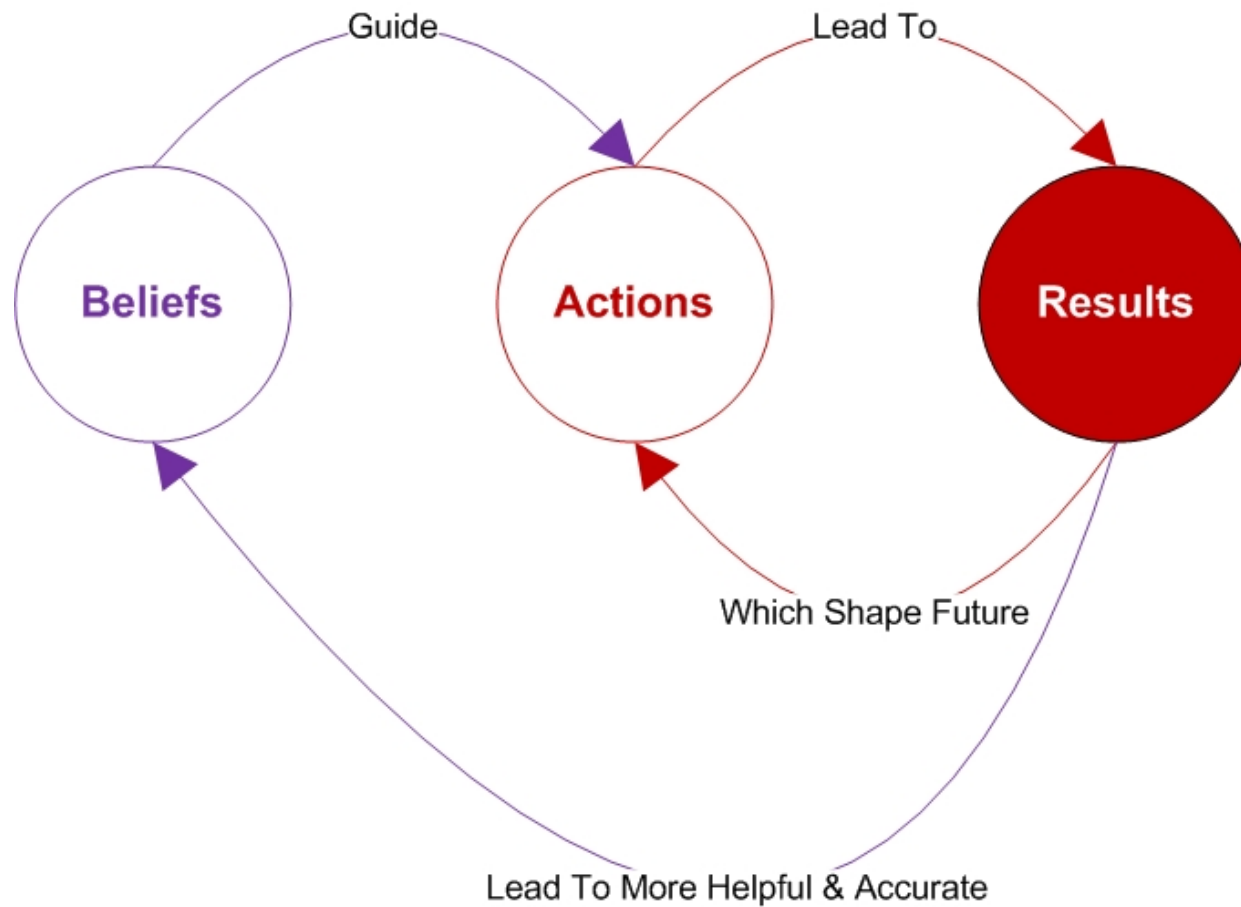 Guide
Lead To
Beliefs
Actions
Results
Which Shape Future
Lead To More Helpful & Accurate